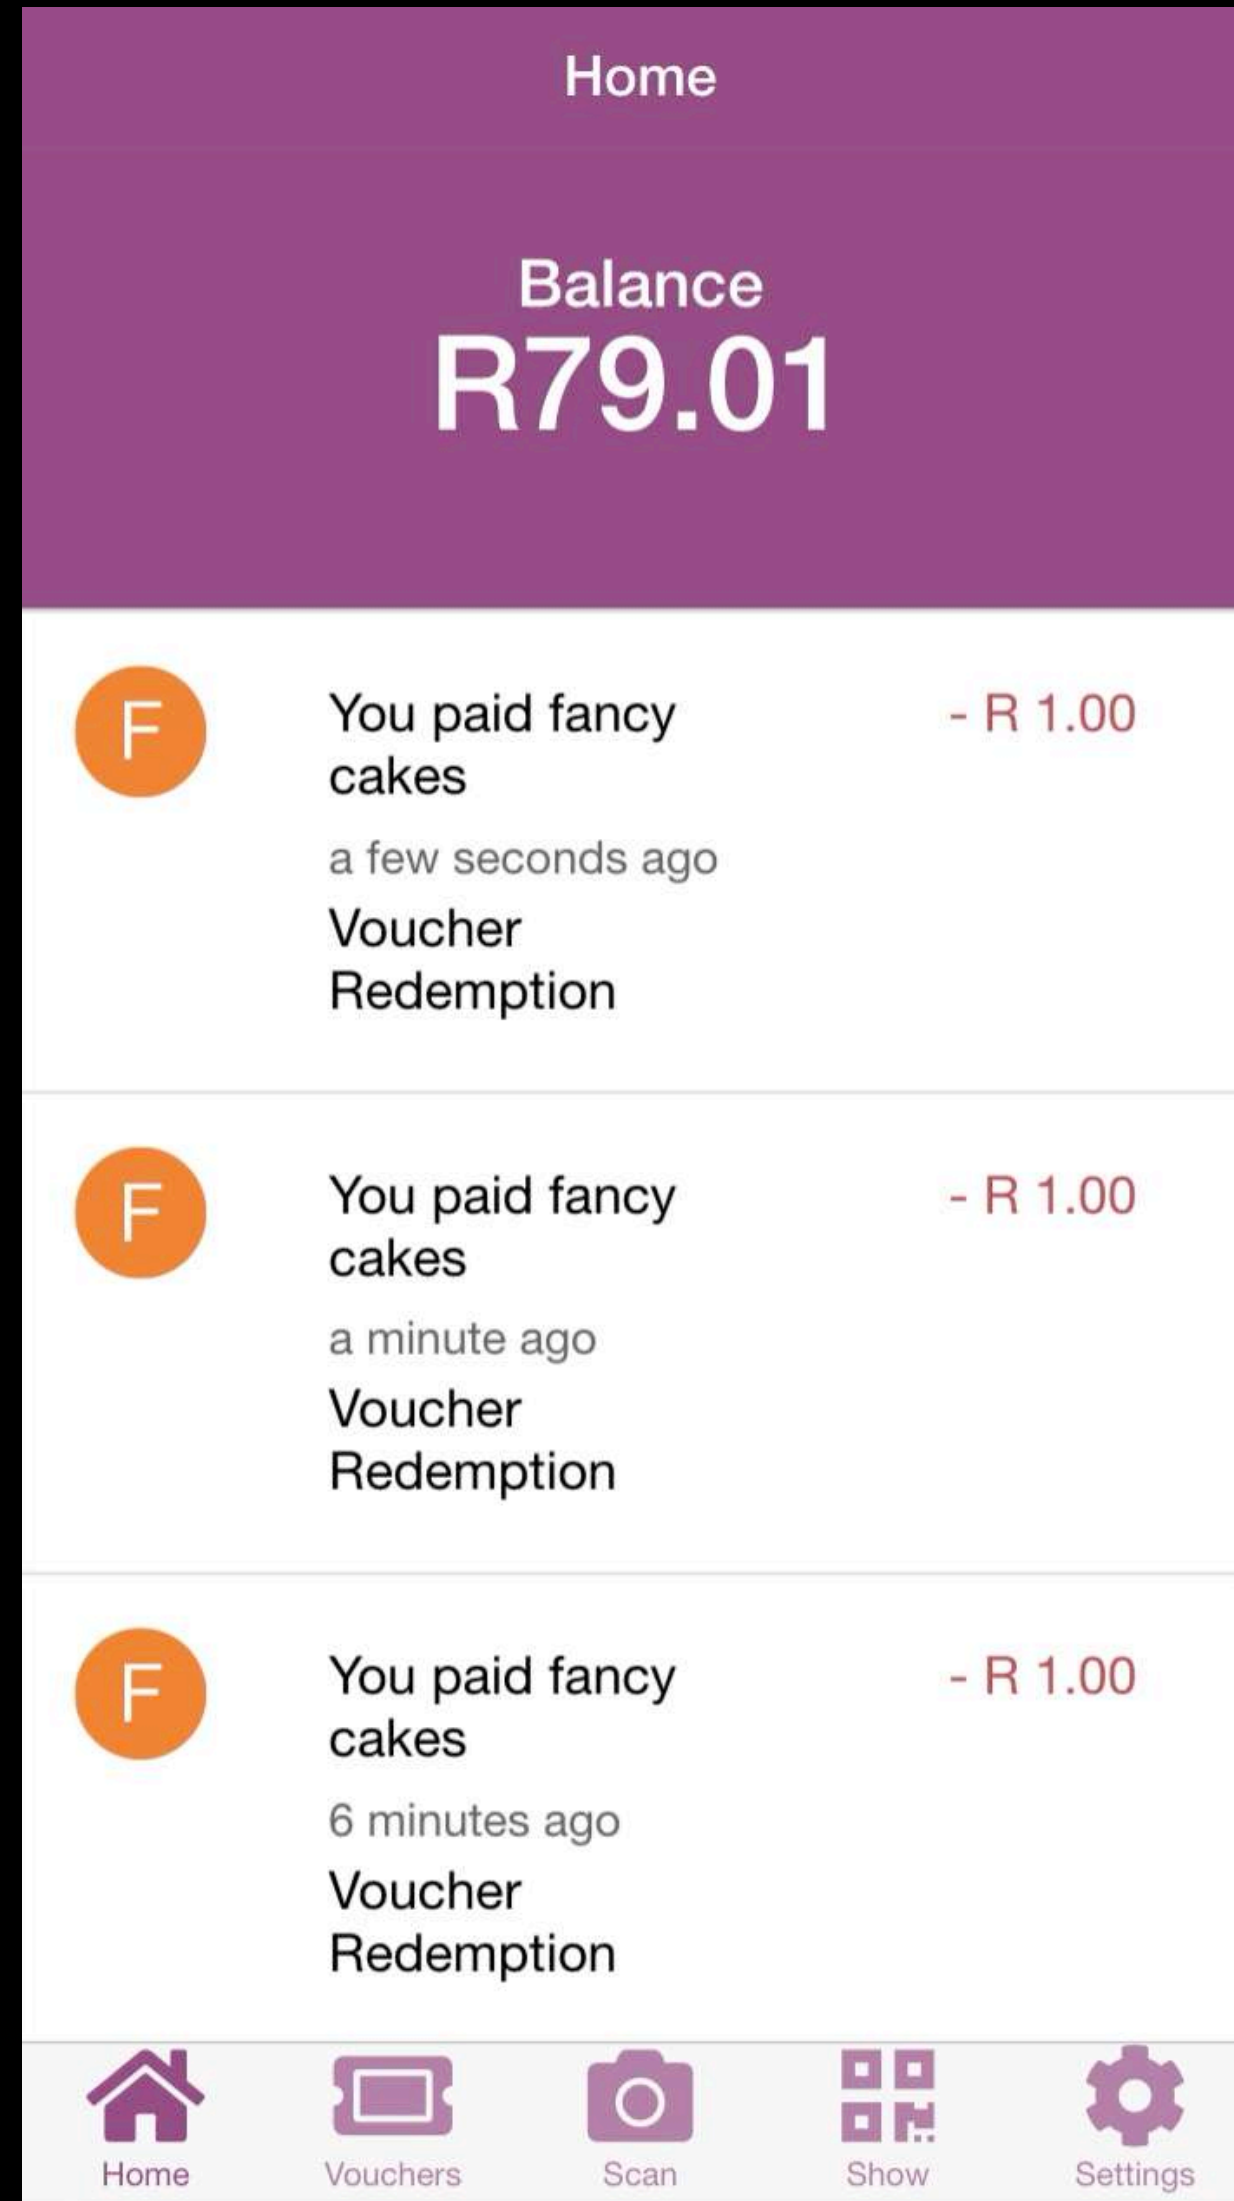 Home
Balance
R79.01
F
You paid fancy
cakes
- R 1.00
a few seconds ago
Voucher
Redemption
F
You paid fancy
cakes
- R 1.00
a minute ago
Voucher
Redemption
F
You paid fancy
cakes
- R 1.00
6 minutes ago
Voucher
Redemption
Home
Vouchers
Scan
Show
Settings